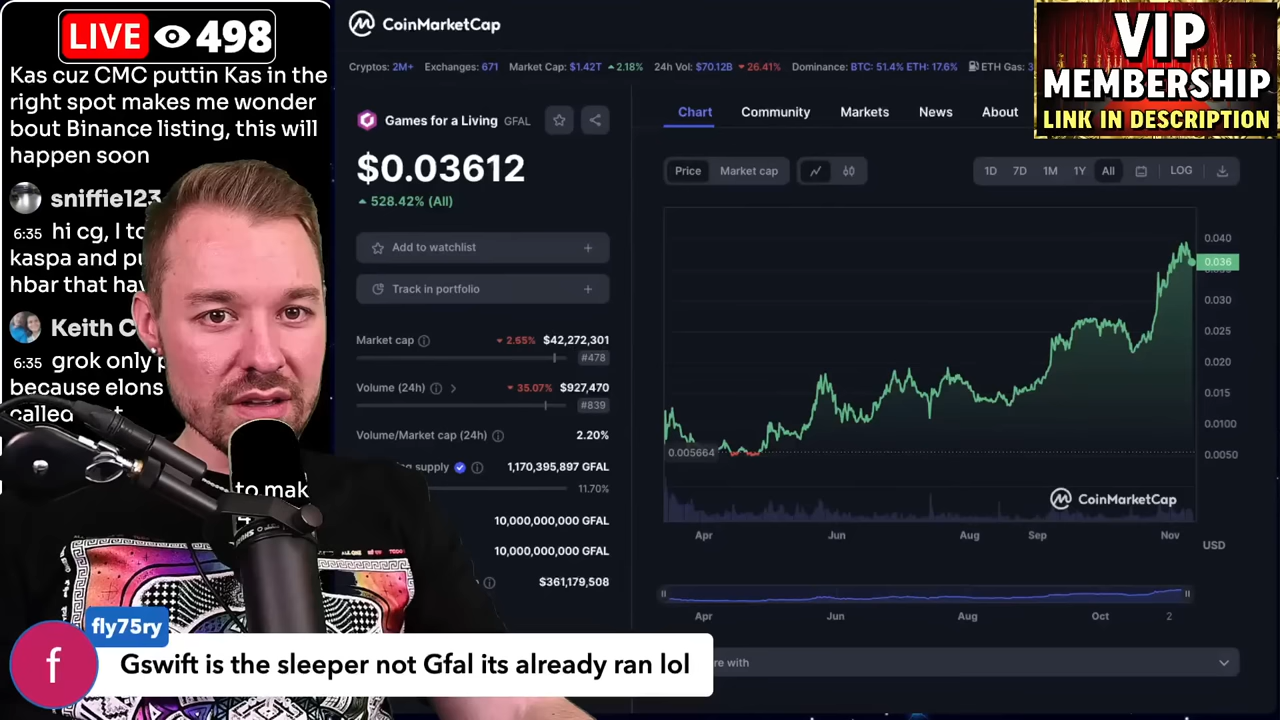 LIVE 498
Kas cuz CMC puttin Kas in the
right spot makes me wonder
bout Binance listing, this will
happen soon
sniffie123
6:35 hi cg, I to
kaspa and pu
hbar that hav
Keith C
6:35 grok only p
because elons
called
to mak
CoinMarketCap
Cryptos: 2M+ Exchanges: 671 Market Cap: $1.42T 2.18% 24h Vol: $70.12B 26.41% Dominance: BTC: 51.4% ETH: 17.6% ETH Gas: 3
VIP
MEMBERSHIP
LINK IN DESCRIPTION
Games for a Living GFAL
$0.03612
528.42% (All)
Add to watchlist +
Track in portfolio +
Market cap 2.65% $42,272,301
#478
Volume (24h) 35.07% $927,470
#839
Volume/Market cap (24h) 2.20%
supply 1,170,395,897 GFAL
11.70%
10,000,000,000 GFAL
10,000,000,000 GFAL
$361,179,508
Chart Community Markets News About
Price Market cap
1D 7D 1M 1Y All LOG
0.040
0.036
0.030
0.025
0.020
0.015
0.0100
0.0050
0.005664
CoinMarketCap
Apr Jun Aug Sep Nov
USD
Apr Jun Aug Oct 2
re with
fly75ry
f
Gswift is the sleeper not Gfal its already ran lol